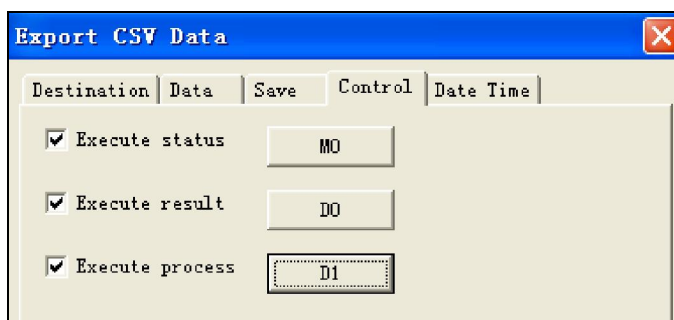 Export CSV Data
Destination Data Save Control Date Time
Execute status M0
Execute result D0
Execute process D1